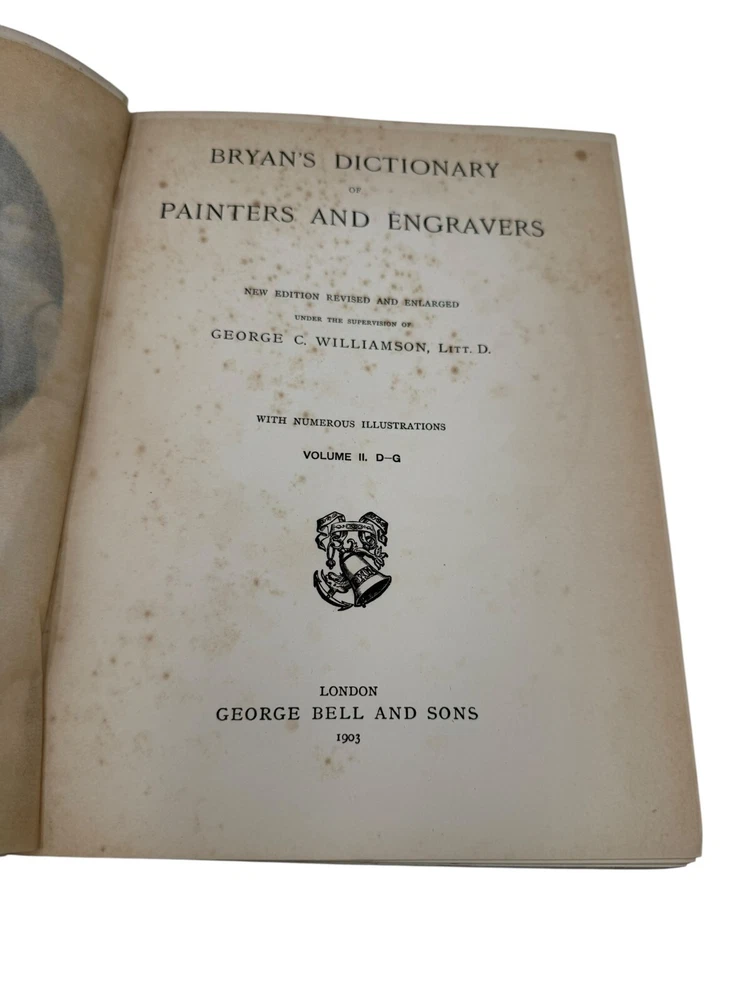 BRYAN'S DICTIONARY
OF
PAINTERS AND ENGRAVERS
NEW EDITION REVISED AND ENLARGED
UNDER THE SUPERVISION OF
GEORGE C. WILLIAMSON, LITT. D.
WITH NUMEROUS ILLUSTRATIONS
VOLUME II. D–G
LONDON
GEORGE BELL AND SONS
1903